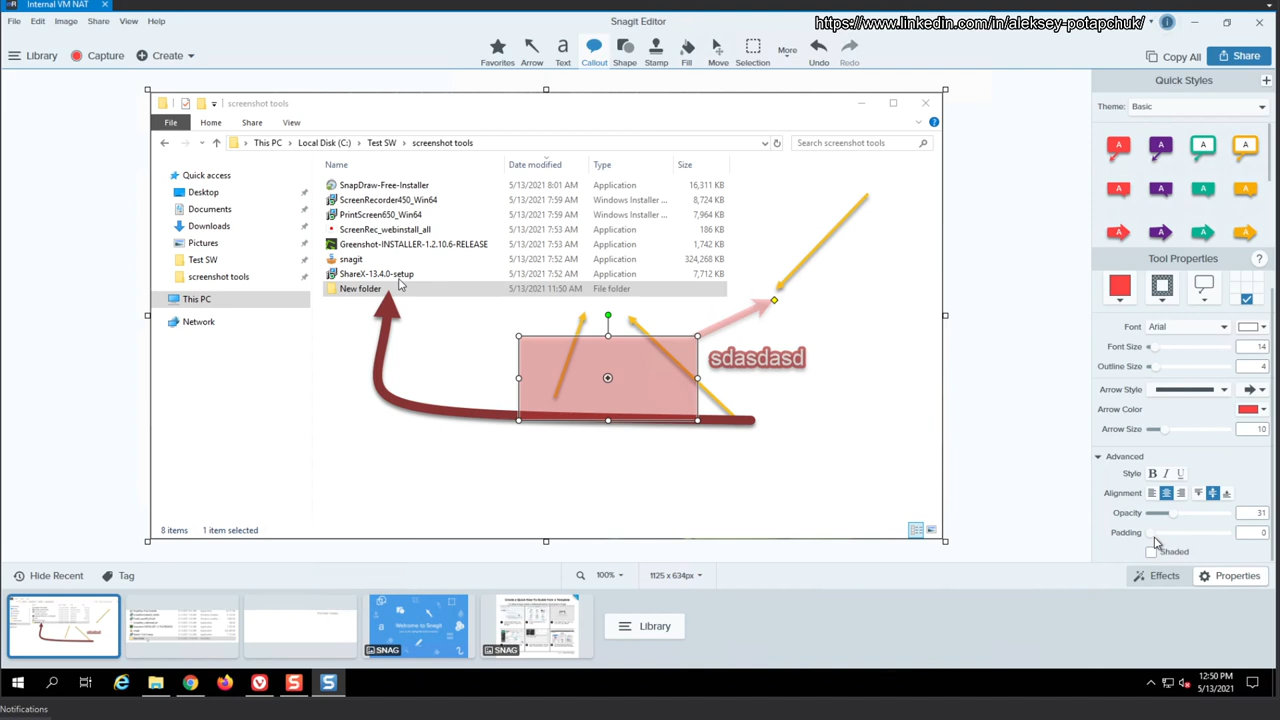 Internal VM NAT
File Edit Image Share View Help
Snagit Editor
https://www.linkedin.com/in/aleksey-potapchuk/
Library Capture Create
Favorites Arrow Text Callout Shape Stamp Fill Move Selection More Undo Redo
Copy All Share
Quick Styles
Theme: Basic
A A A A
A A A A
A A A A
Tool Properties ?
Font Arial
Font Size 14
Outline Size 4
Arrow Style
Arrow Color
Arrow Size 10
Advanced
Style B I U
Alignment
Opacity 31
Padding 0
Shaded
Effects Properties
screenshot tools
File Home Share View
This PC Local Disk (C:) Test SW screenshot tools
Search screenshot tools
Quick access
Desktop
Documents
Downloads
Pictures
Test SW
screenshot tools
This PC
Network
Name Date modified Type Size
SnapDraw-Free-Installer 5/13/2021 8:01 AM Application 16,311 KB
ScreenRecorder450_Win64 5/13/2021 7:59 AM Windows Installer ... 8,724 KB
PrintScreen650_Win64 5/13/2021 7:59 AM Windows Installer ... 7,964 KB
ScreenRec_webinstall_all 5/13/2021 7:53 AM Application 186 KB
Greenshot-INSTALLER-1.2.10.6-RELEASE 5/13/2021 7:53 AM Application 1,742 KB
snagit 5/13/2021 7:52 AM Application 324,268 KB
ShareX-13.4.0-setup 5/13/2021 7:52 AM Application 7,712 KB
New folder 5/13/2021 11:50 AM File folder
sdasdasd
8 items 1 item selected
Hide Recent Tag
100% 1125 x 634px
Welcome to Snagit
SNAG
SNAG
Library
12:50 PM
5/13/2021
Notifications